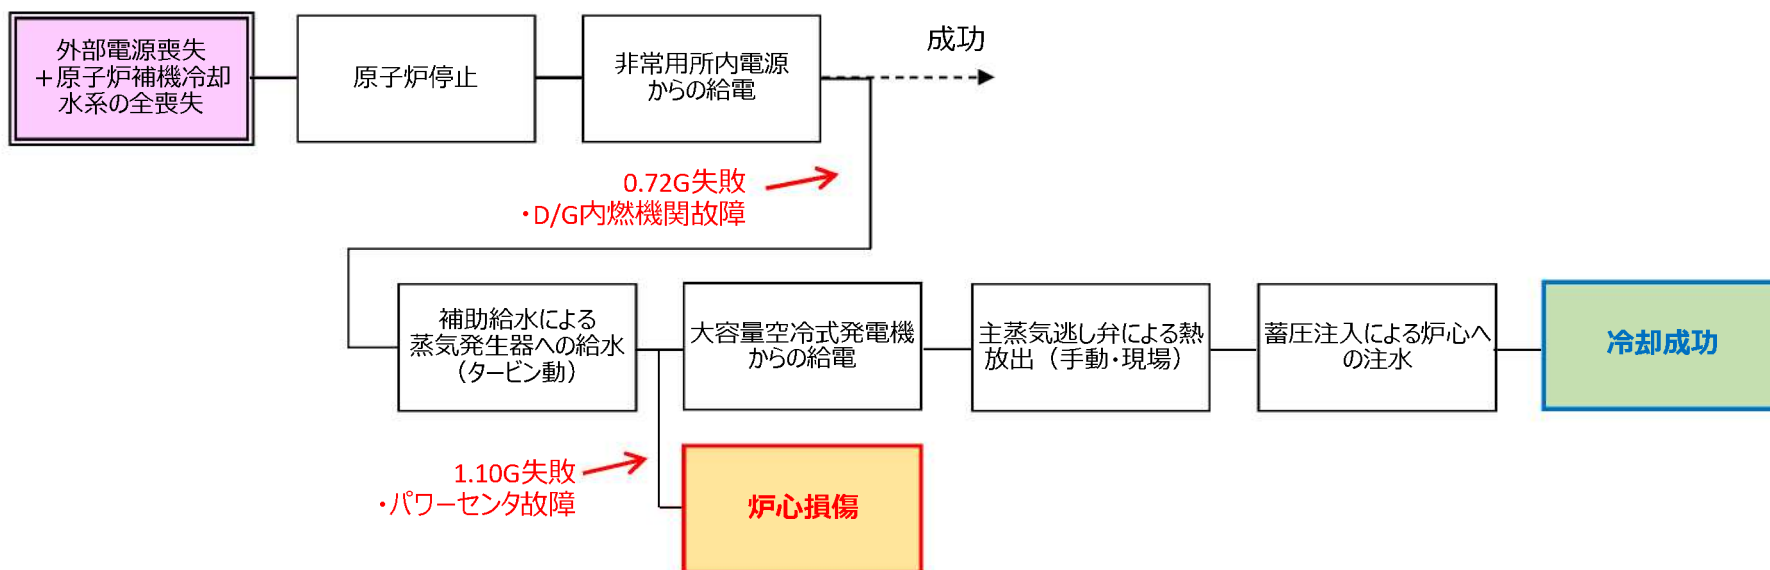 外部電源喪失
＋原子炉補機冷却
水系の全喪失
原子炉停止
非常用所内電源
からの給電
成功
0.72G失敗
・D/G内燃機関故障
補助給水による
蒸気発生器への給水
（タービン動）
大容量空冷式発電機
からの給電
主蒸気逃し弁による熱
放出（手動・現場）
蓄圧注入による炉心へ
の注水
冷却成功
1.10G失敗
・パワーセンタ故障
炉心損傷